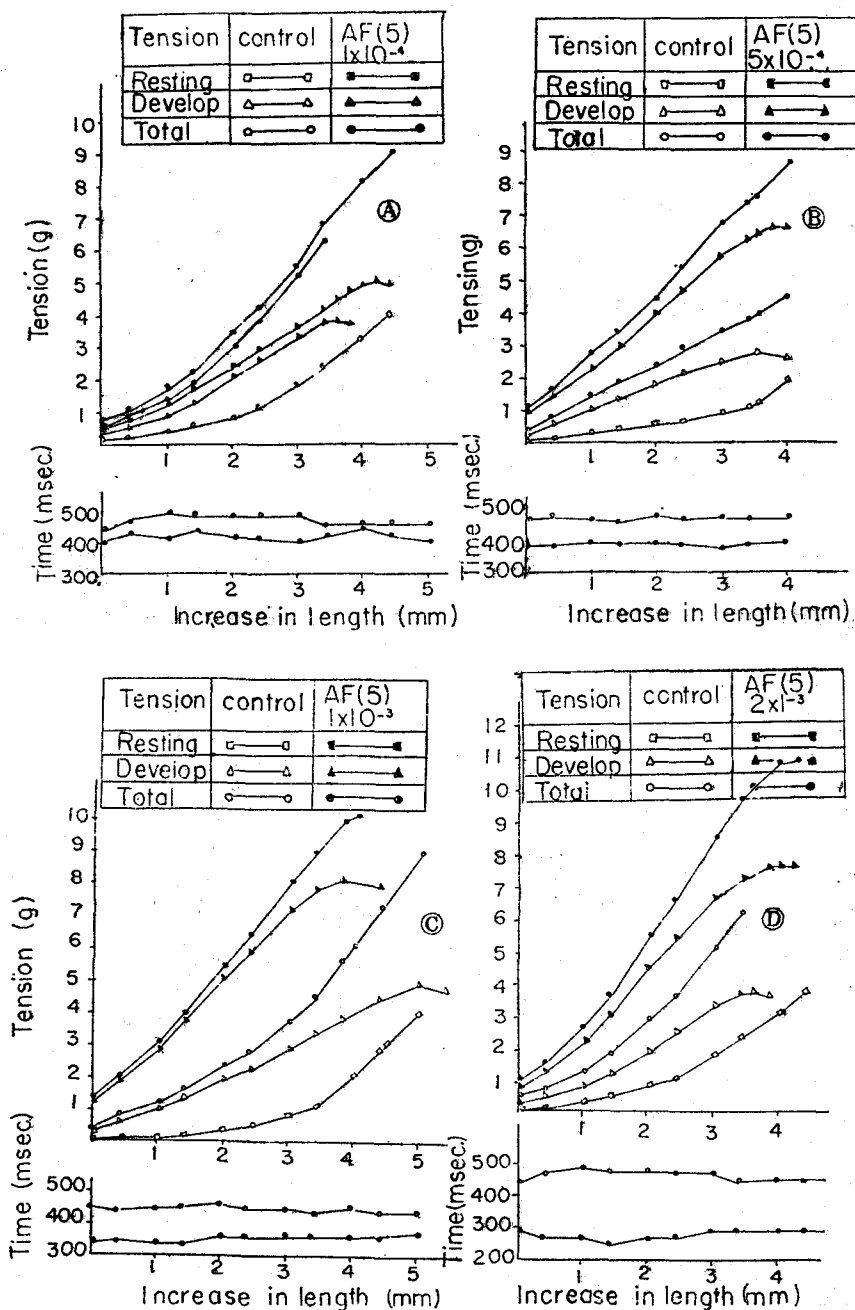 Tension control AF(5) 1x10⁻⁴
Resting
Develop
Total
10
9
8
7
6
5
4
3
2
1
Tension (g)
Ⓐ
1 2 3 4 5
Time (msec.)
500
400
300
Increase in length (mm)
Tension control AF(5) 5x10⁻⁴
Resting
Develop
Total
9
8
7
6
5
4
3
2
1
Tensin(g)
Ⓑ
1 2 3 4
Time (msec.)
500
400
300
Increase in length(mm)
Tension control AF(5) 1x10⁻³
Resting
Develop
Total
10
9
8
7
6
5
4
3
2
1
Tension (g)
Ⓒ
1 2 3 4 5
Time (msec.)
500
400
300
Increase in length (mm)
Tension control AF(5) 2x1⁻³
Resting
Develop
Total
12
11
10
9
8
7
6
5
4
3
2
1
Ⓓ
1 2 3 4
Time(msec.)
500
400
300
200
Increase in length (mm)